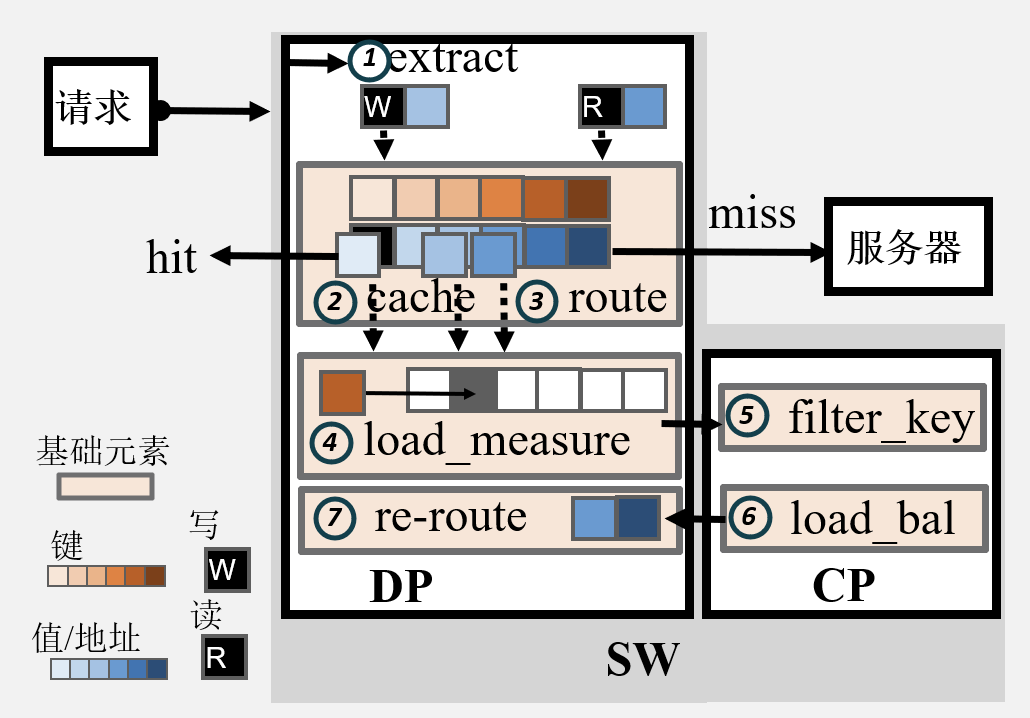 请求
1 extract
W
R
miss
服务器
hit
2 cache
3 route
4 load_measure
5 filter_key
7 re-route
6 load_bal
DP
CP
SW
基础元素
键
写
W
读
值/地址
R